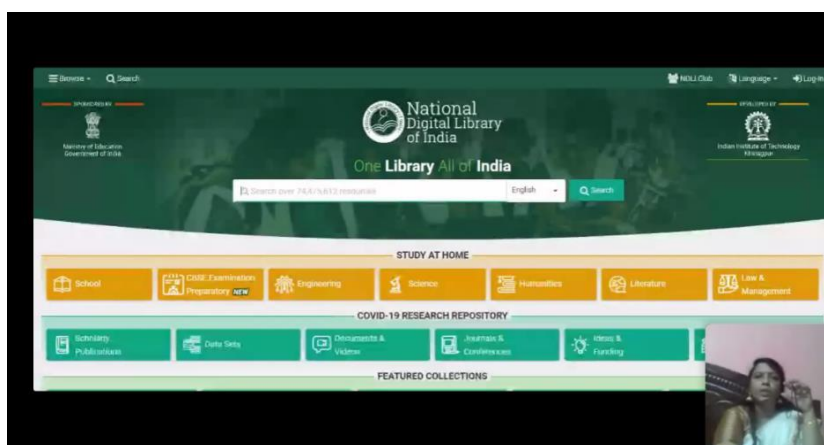 Browse
Search
NDLI Club
Language
Log-In
SPONSORED BY
Ministry of Education
Government of India
National
Digital Library
of India
DEVELOPED BY
Indian Institute of Technology
Kharagpur
One Library All of India
Search over
resources
English
Search
STUDY AT HOME
School
CBSE Examination
Preparatory NEW
Engineering
Science
Humanities
Literature
Law &
Management
COVID-19 RESEARCH REPOSITORY
Scholarly
Publications
Data Sets
Documents &
Videos
Journals &
Conferences
Ideas &
Funding
FEATURED COLLECTIONS